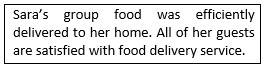 Sara's group food was efficiently
delivered to her home. All of her guests
are satisfied with food delivery service.